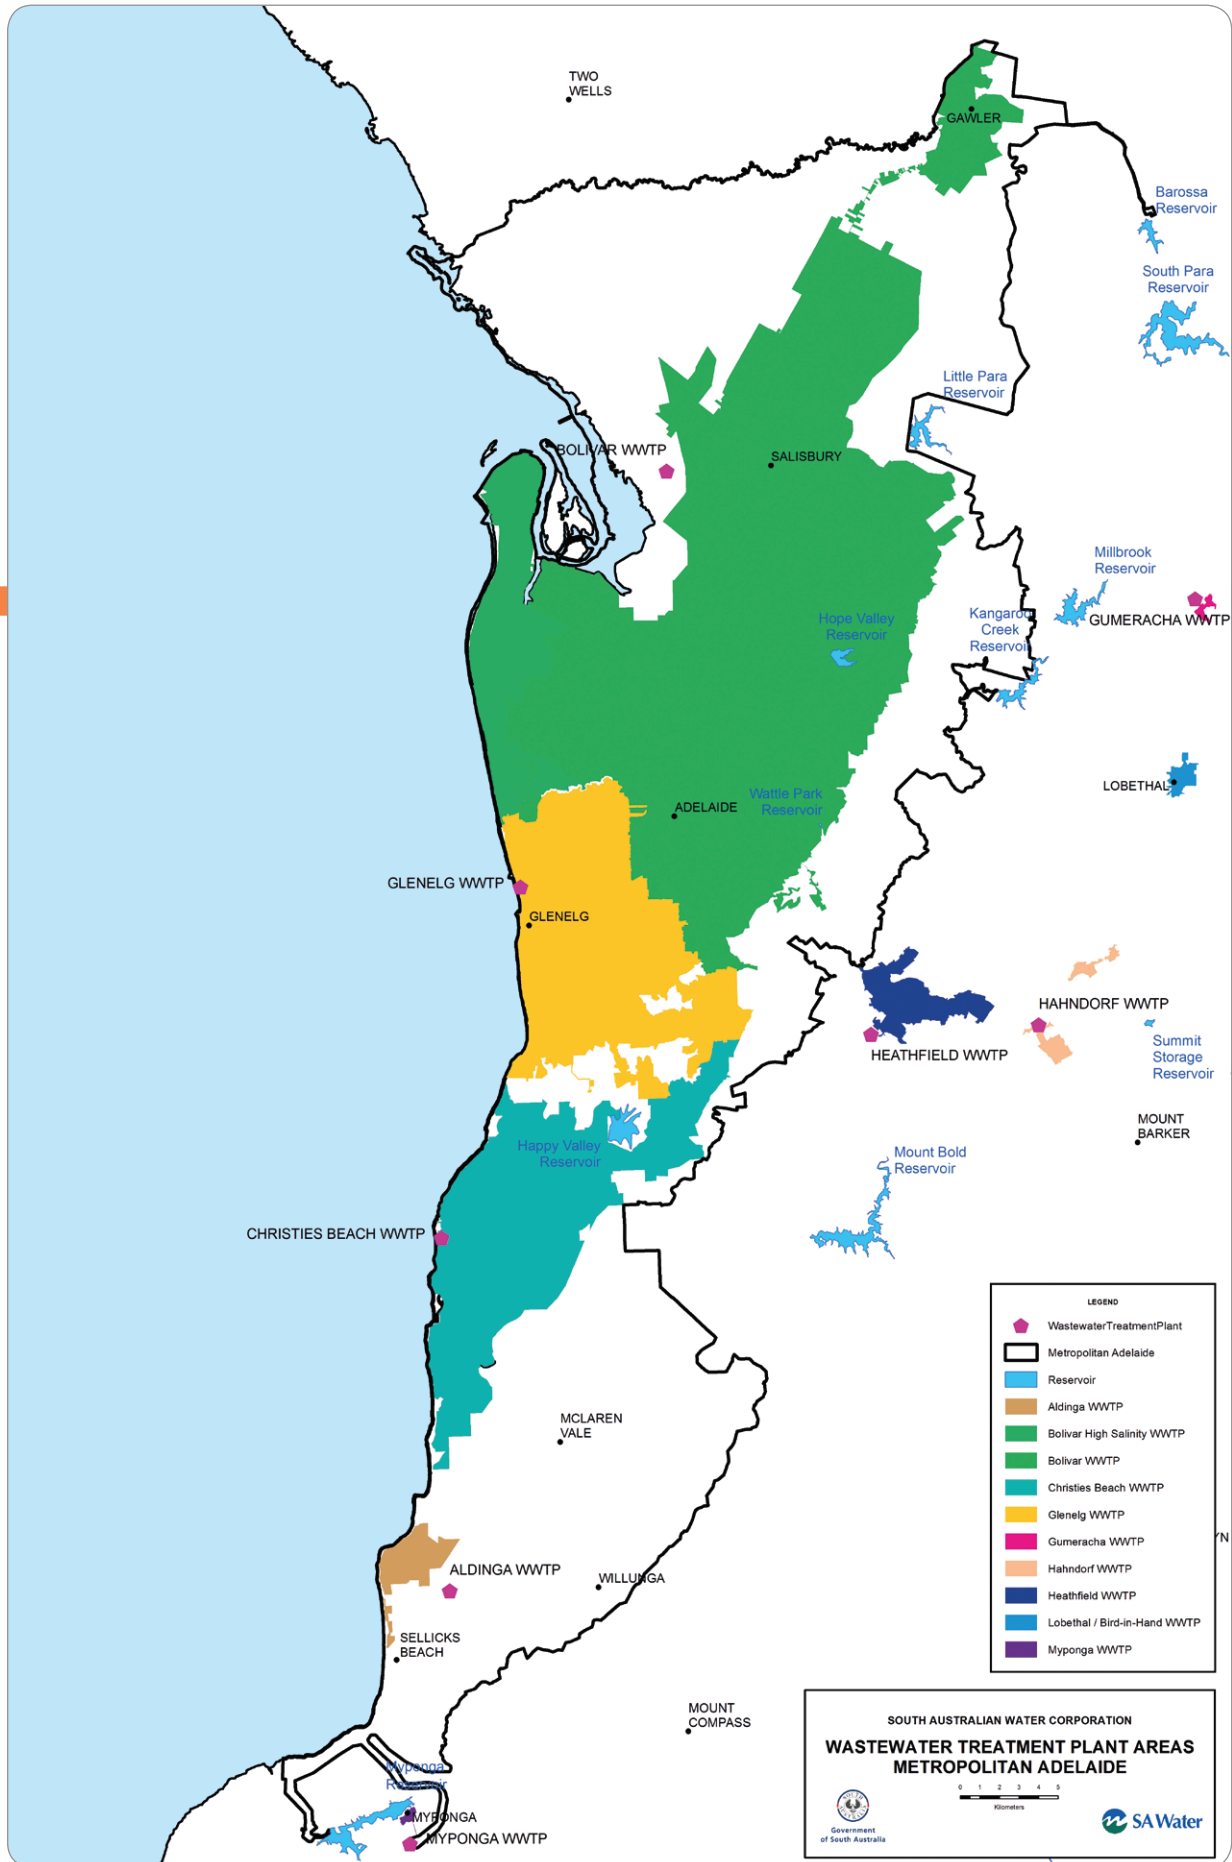 TWO
WELLS
GAWLER
Barossa
Reservoir
South Para
Reservoir
Little Para
Reservoir
BOLIVAR WWTP
SALISBURY
Millbrook
Reservoir
GUMERACHA WWTP
Hope Valley
Reservoir
Kangaroo
Creek
Reservoir
LOBETHAL
Wattle Park
Reservoir
ADELAIDE
GLENELG WWTP
GLENELG
HAHNDORF WWTP
HEATHFIELD WWTP
Summit
Storage
Reservoir
MOUNT
BARKER
Happy Valley
Reservoir
Mount Bold
Reservoir
CHRISTIES BEACH WWTP
MCLAREN
VALE
ALDINGA WWTP
WILLUNGA
SELLICKS
BEACH
MOUNT
COMPASS
Myponga
Reservoir
MYPONGA
MYPONGA WWTP
LEGEND
WastewaterTreatmentPlant
Metropolitan Adelaide
Reservoir
Aldinga WWTP
Bolivar High Salinity WWTP
Bolivar WWTP
Christies Beach WWTP
Glenelg WWTP
Gumeracha WWTP
Hahndorf WWTP
Heathfield WWTP
Lobethal / Bird-in-Hand WWTP
Myponga WWTP
YN
SOUTH AUSTRALIAN WATER CORPORATION
WASTEWATER TREATMENT PLANT AREAS
METROPOLITAN ADELAIDE
0 1 2 3 4 5
Kilometers
Government
of South Australia
SA Water